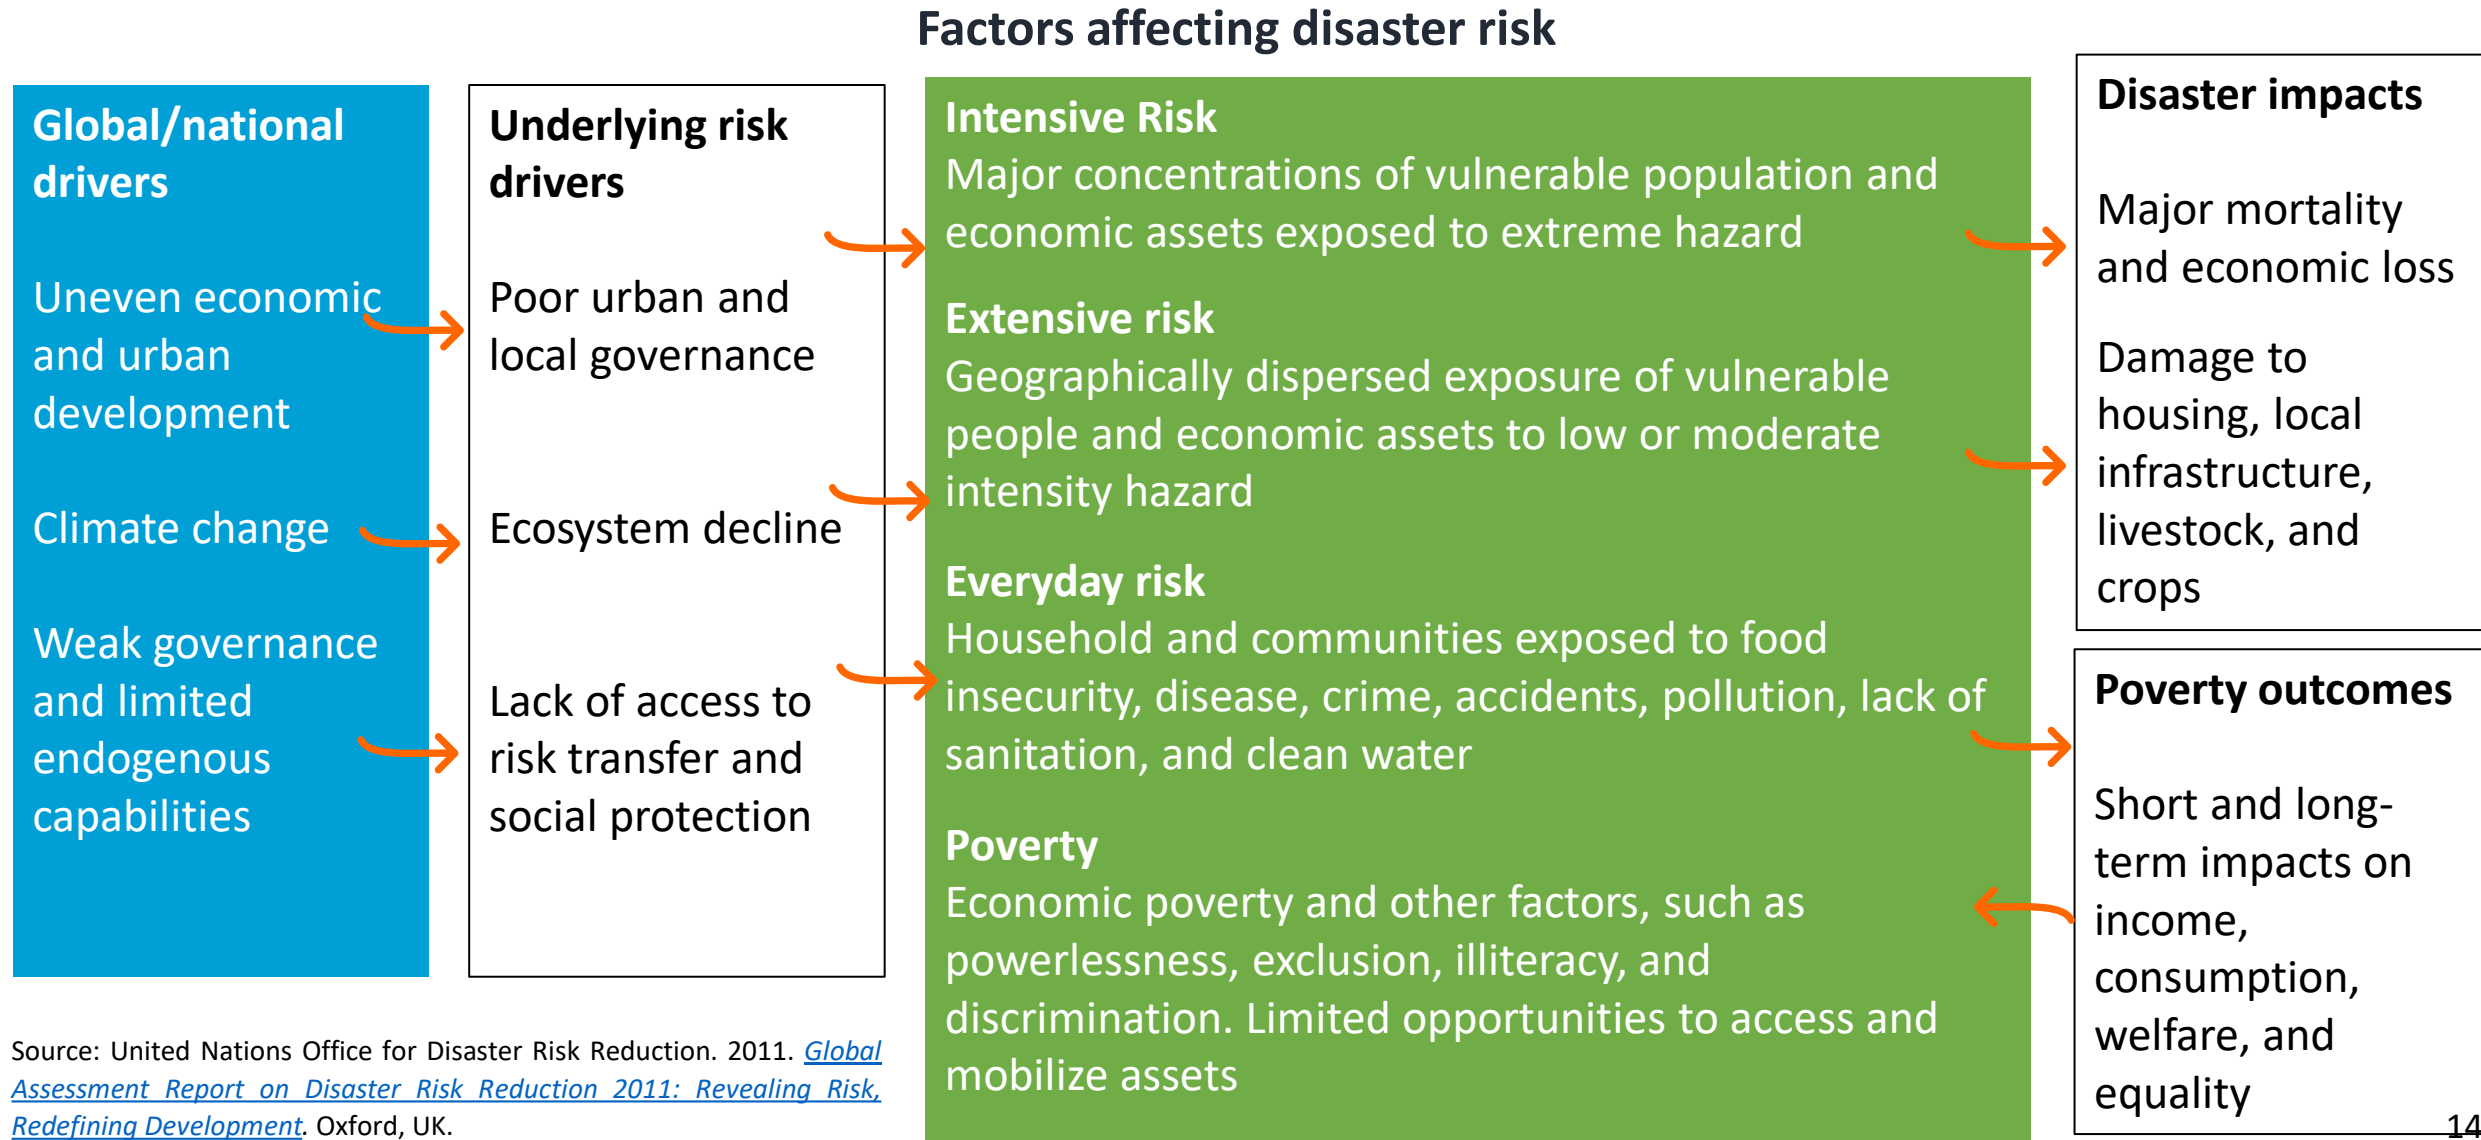 Factors affecting disaster risk
Global/national
drivers
Uneven economic
and urban
development
Climate change
Weak governance
and limited
endogenous
capabilities
Underlying risk
drivers
Poor urban and
local governance
Ecosystem decline
Lack of access to
risk transfer and
social protection
Intensive Risk
Major concentrations of vulnerable population and
economic assets exposed to extreme hazard
Extensive risk
Geographically dispersed exposure of vulnerable
people and economic assets to low or moderate
intensity hazard
Everyday risk
Household and communities exposed to food
insecurity, disease, crime, accidents, pollution, lack of
sanitation, and clean water
Poverty
Economic poverty and other factors, such as
powerlessness, exclusion, illiteracy, and
discrimination. Limited opportunities to access and
mobilize assets
Disaster impacts
Major mortality
and economic loss
Damage to
housing, local
infrastructure,
livestock, and
crops
Poverty outcomes
Short and long-
term impacts on
income,
consumption,
welfare, and
equality
Source: United Nations Office for Disaster Risk Reduction. 2011. Global
Assessment Report on Disaster Risk Reduction 2011: Revealing Risk,
Redefining Development. Oxford, UK.
14